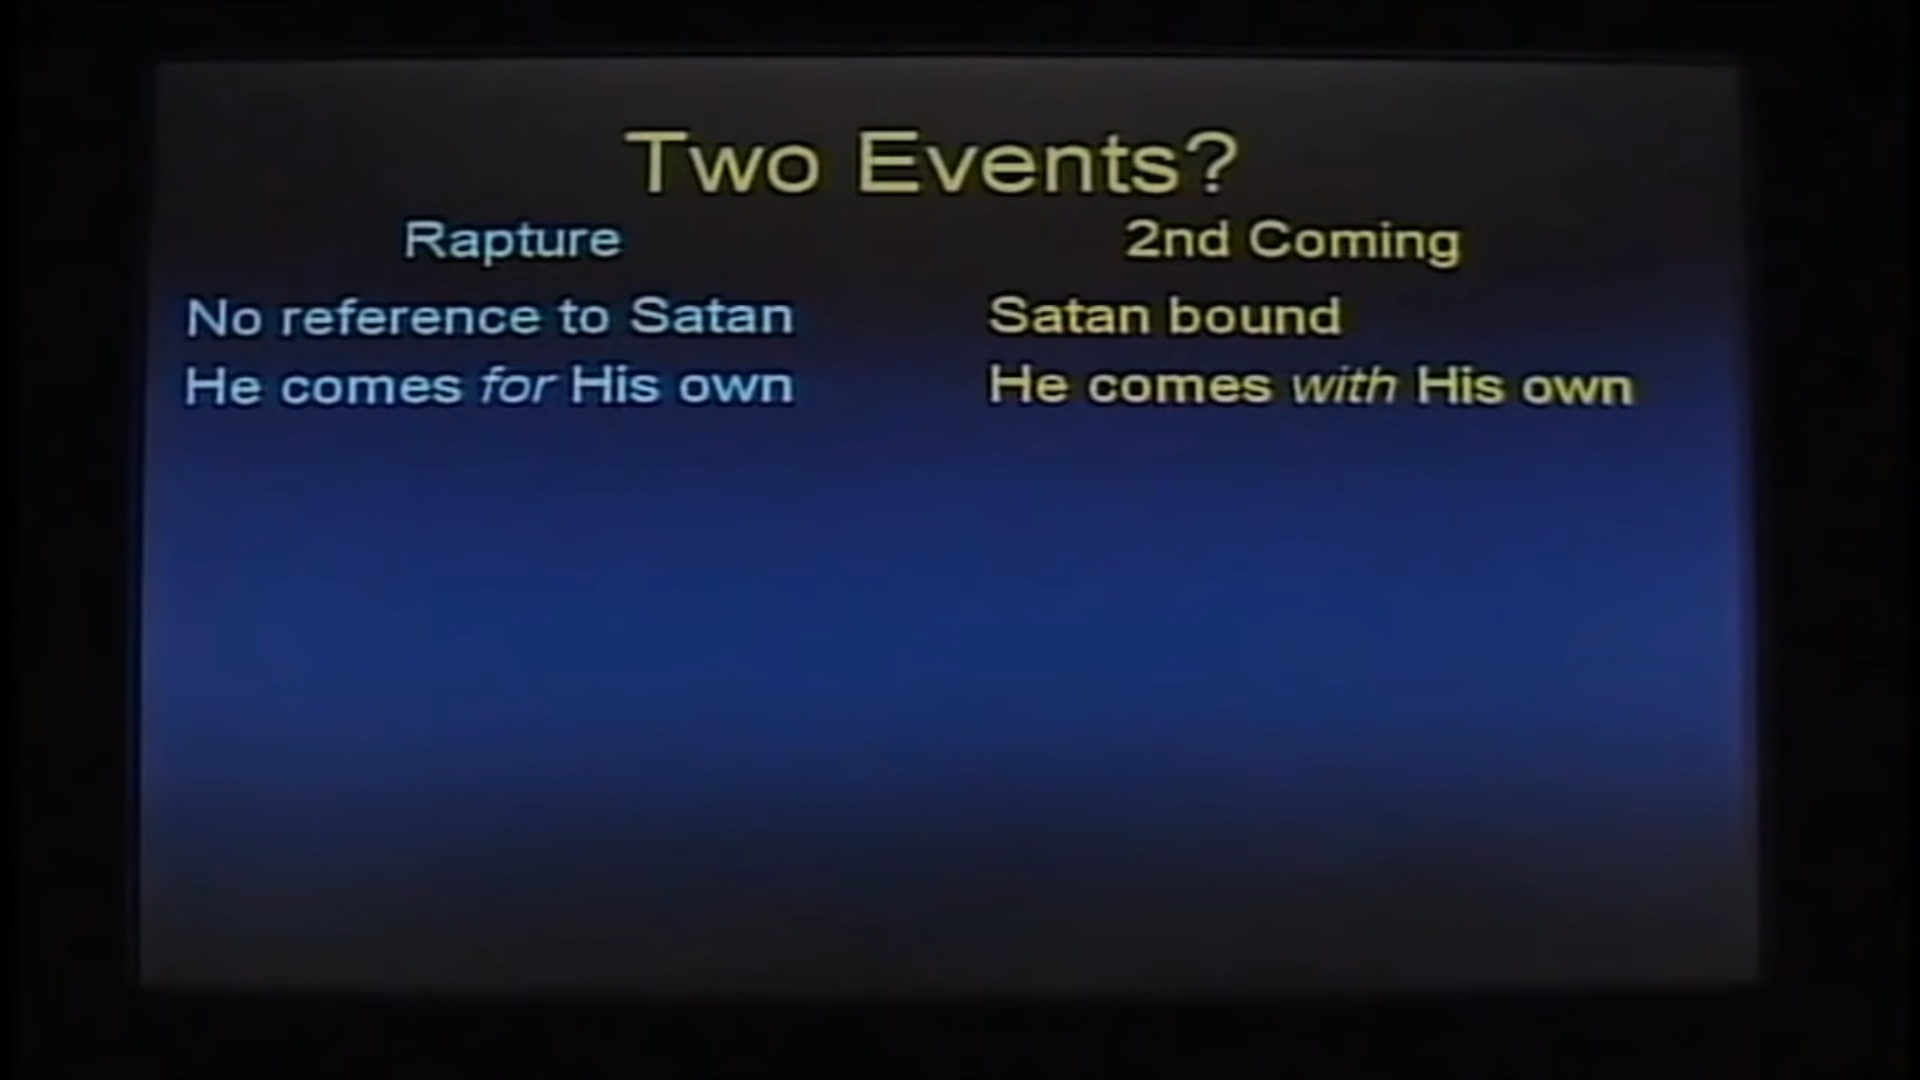 Two Events?
Rapture 2nd Coming
No reference to Satan Satan bound
He comes for His own He comes with His own